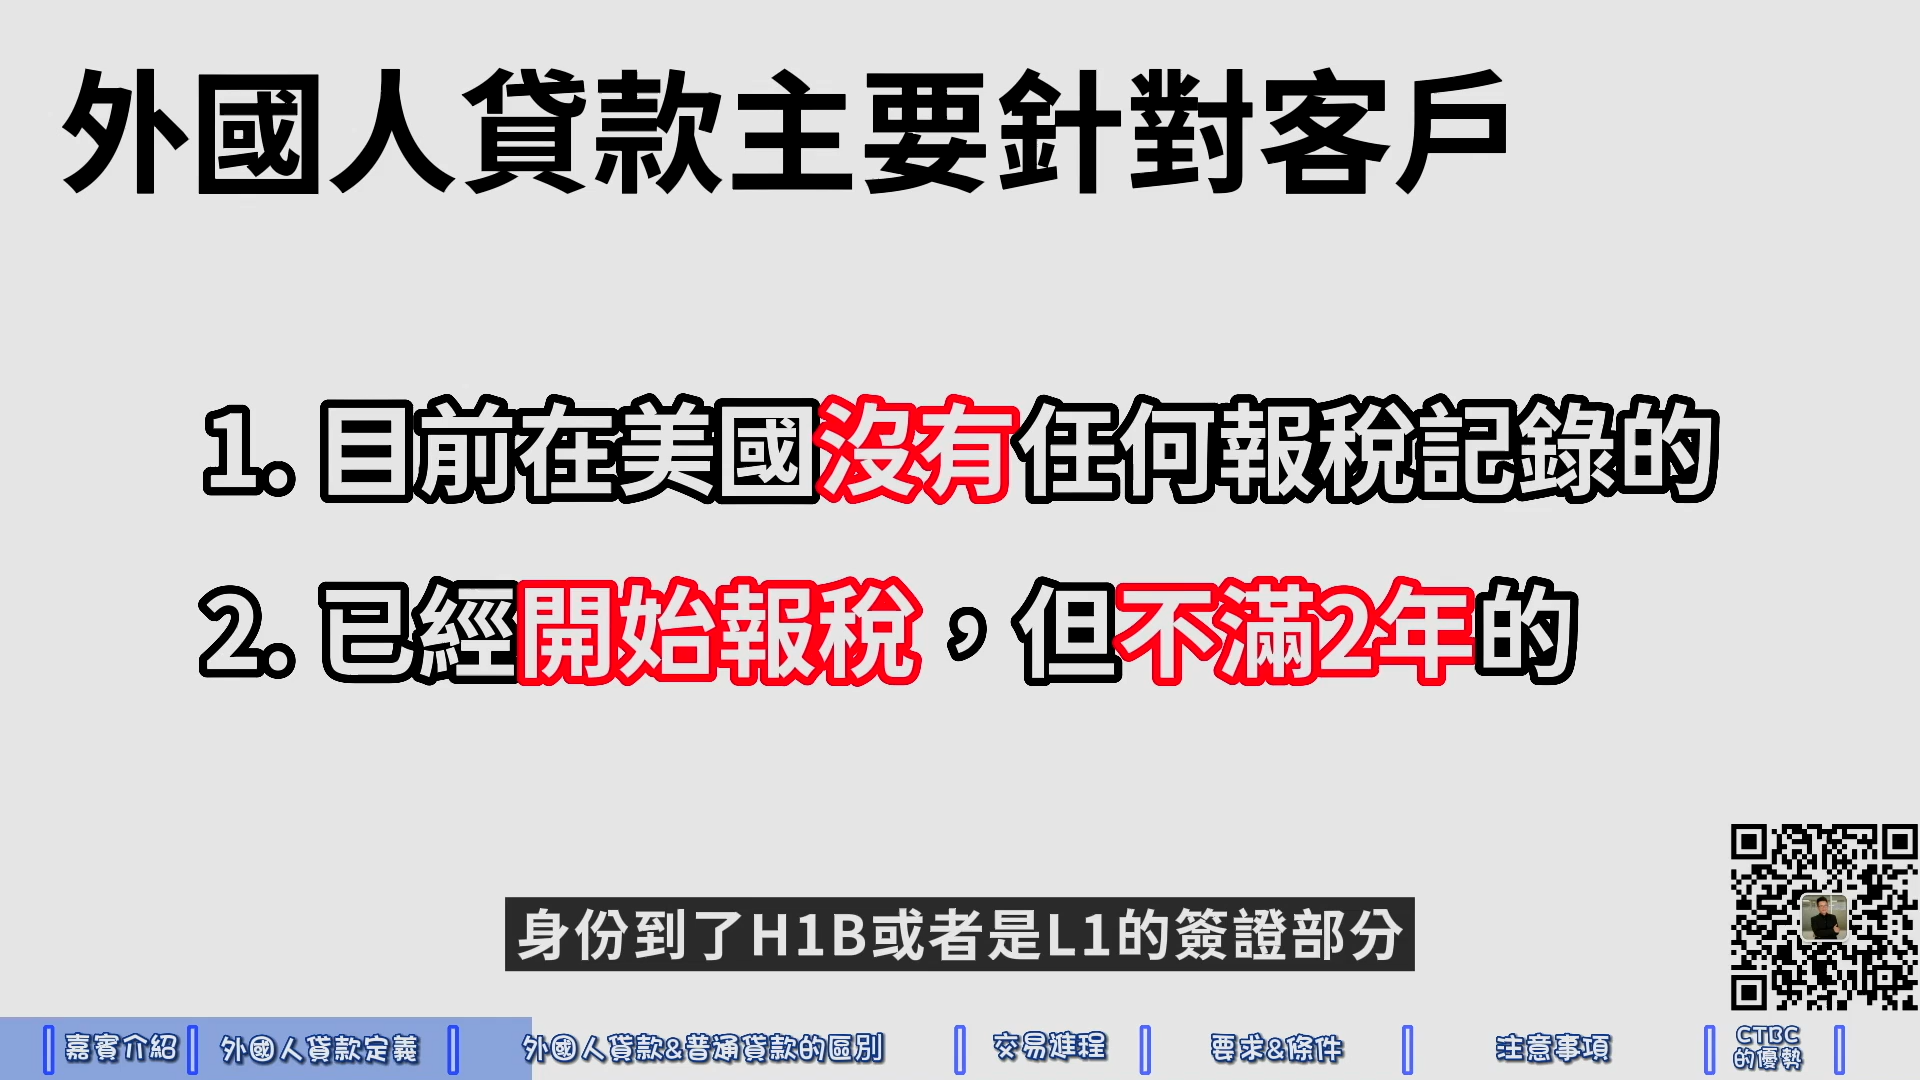 外國人貸款主要針對客戶
1. 目前在美國沒有任何報稅記錄的
2. 已經開始報稅，但不滿2年的
身份到了H1B或者是L1的簽證部分
嘉賓介紹
外國人貸款定義
外國人貸款&普通貸款的區別
交易進程
要求&條件
注意事項
CTBC
的優勢